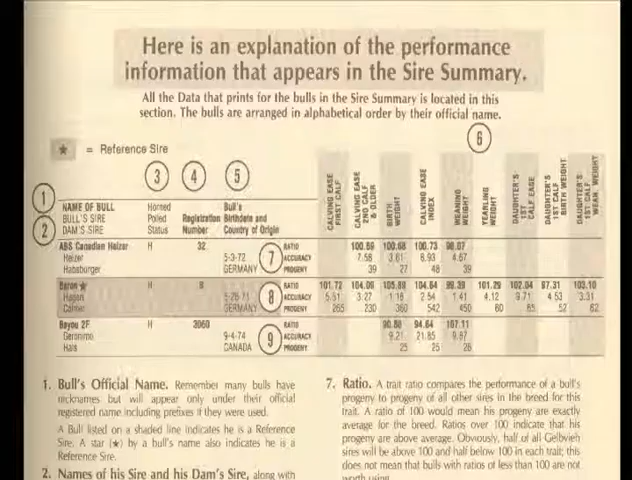 Here is an explanation of the performance
information that appears in the Sire Summary.
All the Data that prints for the bulls in the Sire Summary is located in this
section. The bulls are arranged in alphabetical order by their official name.
6
★ = Reference Sire
1 3 4 5
CALVING EASE FIRST CALF
CALVING EASE 2ND CALF & OLDER
BIRTH WEIGHT
CALVING EASE INDEX
WEANING WEIGHT
YEARLING WEIGHT
DAUGHTER'S 1ST CALF EASE
DAUGHTER'S 1ST CALF BIRTH WEIGHT
DAUGHTER'S 1ST CALF WEAN. WEIGHT
NAME OF BULL Horned Bull's
2 BULL'S SIRE Polled Registration Birthdate and
DAM'S SIRE Status Number Country of Origin
ABS Canadian Heizer H 32 RATIO 100.59 100.68 100.73
Heizer 5-3-72 7 ACCURACY 7.58 3.61 6.93 4.67
Habsburger GERMANY PROGENY 39 27 48 39
Baron ★ H RATIO 101.72 104.64 99.39 101.29 102.04 97.31 103.10
Hagen 8 ACCURACY 5.51 3.27 2.54 1.41 4.12 4.53 3.31
GERMANY PROGENY 265 230 360 542 450 60 52 62
Bayou 2F H 3060 RATIO 94.64 107.11
Geronimo 9-4-74 9 ACCURACY 9.21 21.85 9.87
Hals CANADA PROGENY 25 25 26
1. Bull's Official Name. Remember many bulls have
nicknames but will appear only under their official
registered name including prefixes if they were used.
A Bull listed on a shaded line indicates he is a Reference
Sire. A star (★) by a bull's name also indicates he is a
Reference Sire.
2. Names of his Sire and his Dam's Sire, along with
7. Ratio. A trait ratio compares the performance of a bull's
progeny to progeny of all other sires in the breed for this
trait. A ratio of 100 would mean his progeny are exactly
average for the breed. Ratios over 100 indicate that his
progeny are above average. Obviously, half of all Gelbvieh
sires will be above 100 and half below 100 in each trait; this
does not mean that bulls with ratios of less than 100 are not
worth using.